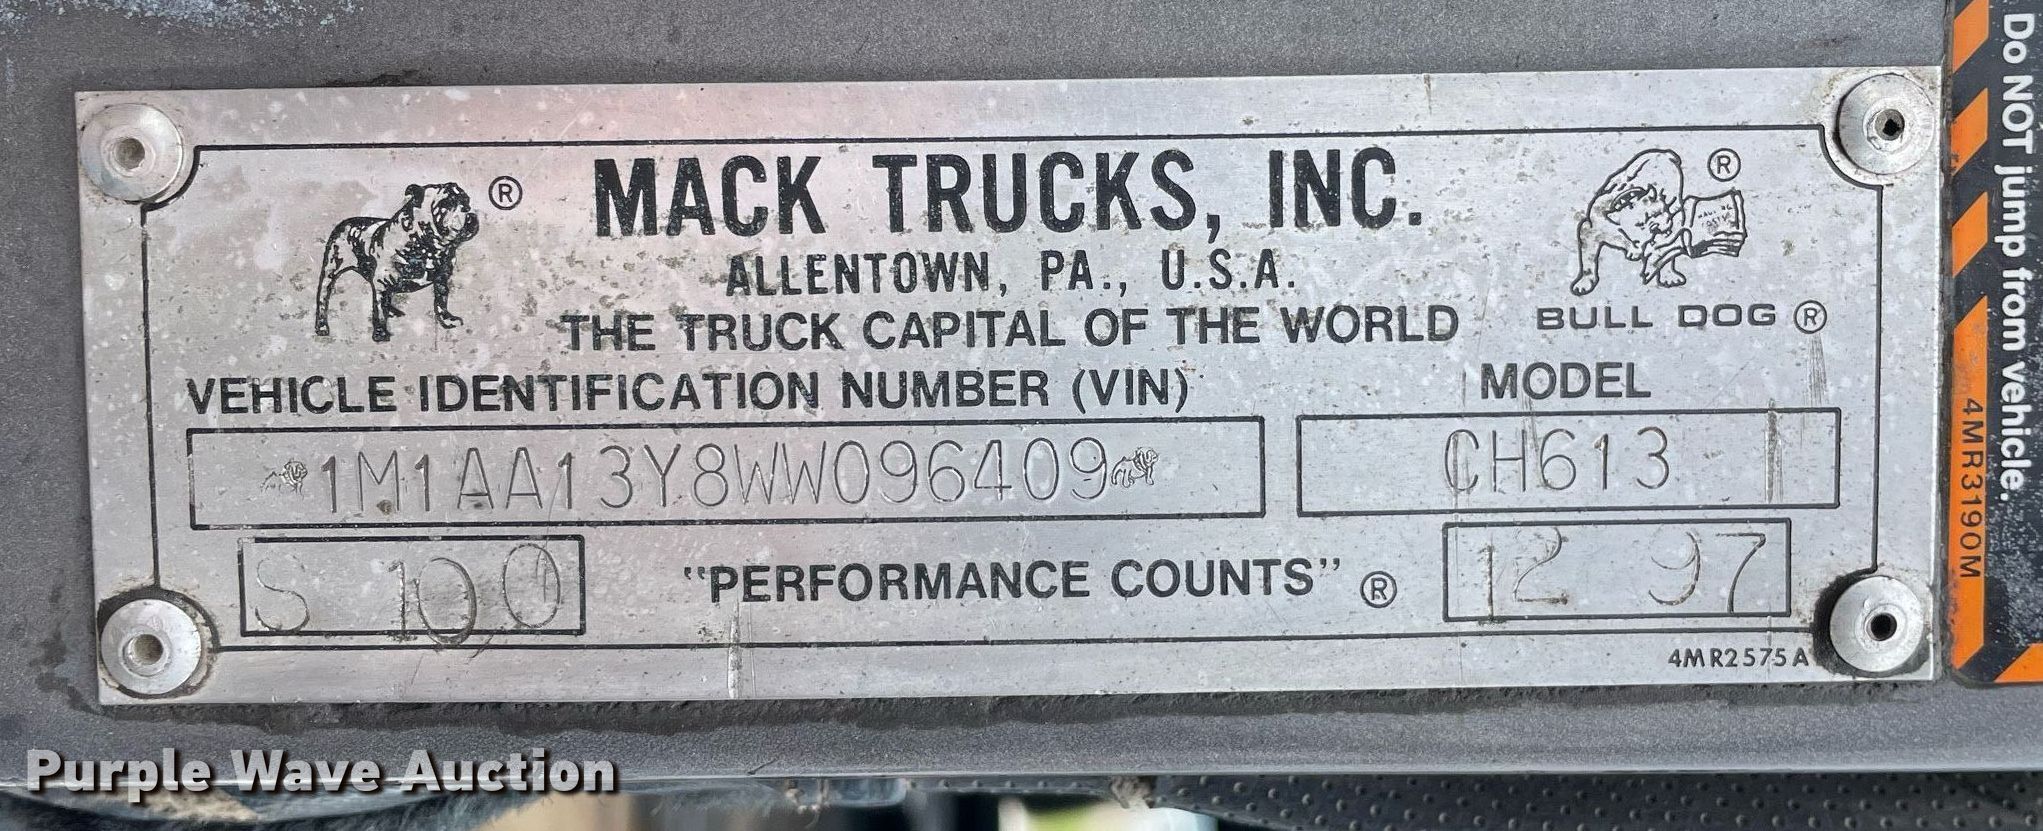 ® MACK TRUCKS, INC. ®
ALLENTOWN, PA., U.S.A.
THE TRUCK CAPITAL OF THE WORLD
BULL DOG ®
VEHICLE IDENTIFICATION NUMBER (VIN)
MODEL
1M1AA13Y8WW096409
CH613
S 100
"PERFORMANCE COUNTS" ®
12 97
4MR2575A
Do NOT jump from vehicle.
4MR3190M
Purple Wave Auction